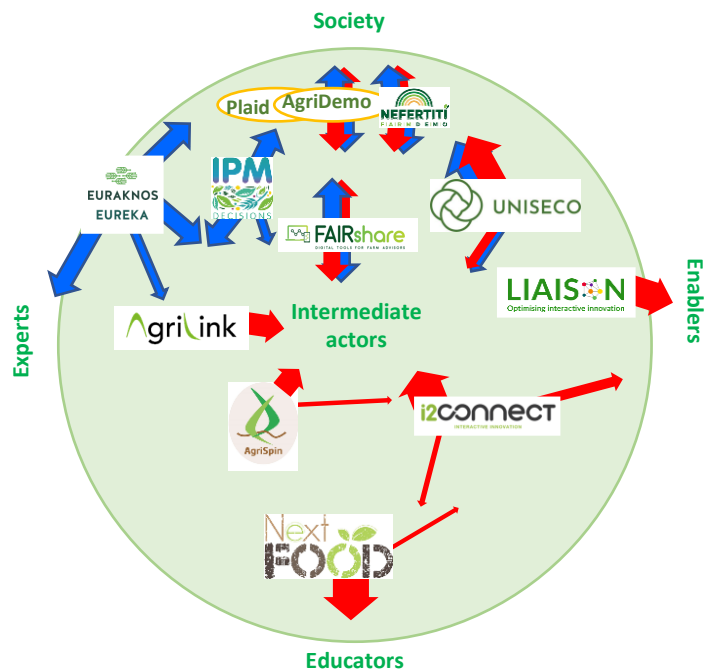 Society
Plaid
AgriDemo
NEFERTITI
FARM DEMO
EURAKNOS
EUREKA
IPM
DECISIONS
UNISECO
FAIRshare
DIGITAL TOOLS FOR FARM ADVISORS
LIAISON
Optimising interactive innovation
Enablers
Experts
AgriLink
Intermediate
actors
AgriSpin
i2connect
INTERACTIVE INNOVATION
Next
FOOD
Educators